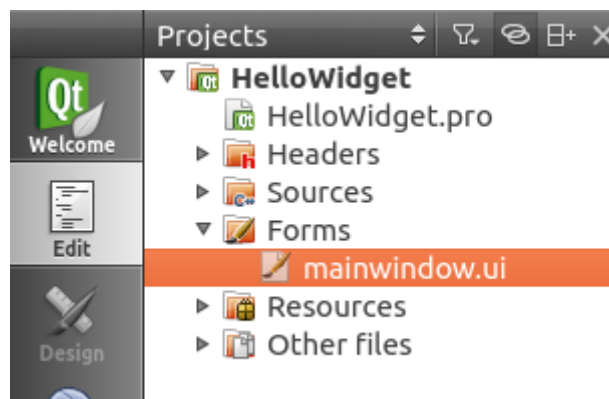 Projects
Qt
Welcome
Edit
Design
HelloWidget
HelloWidget.pro
h Headers
C++ Sources
Forms
mainwindow.ui
Resources
Other files